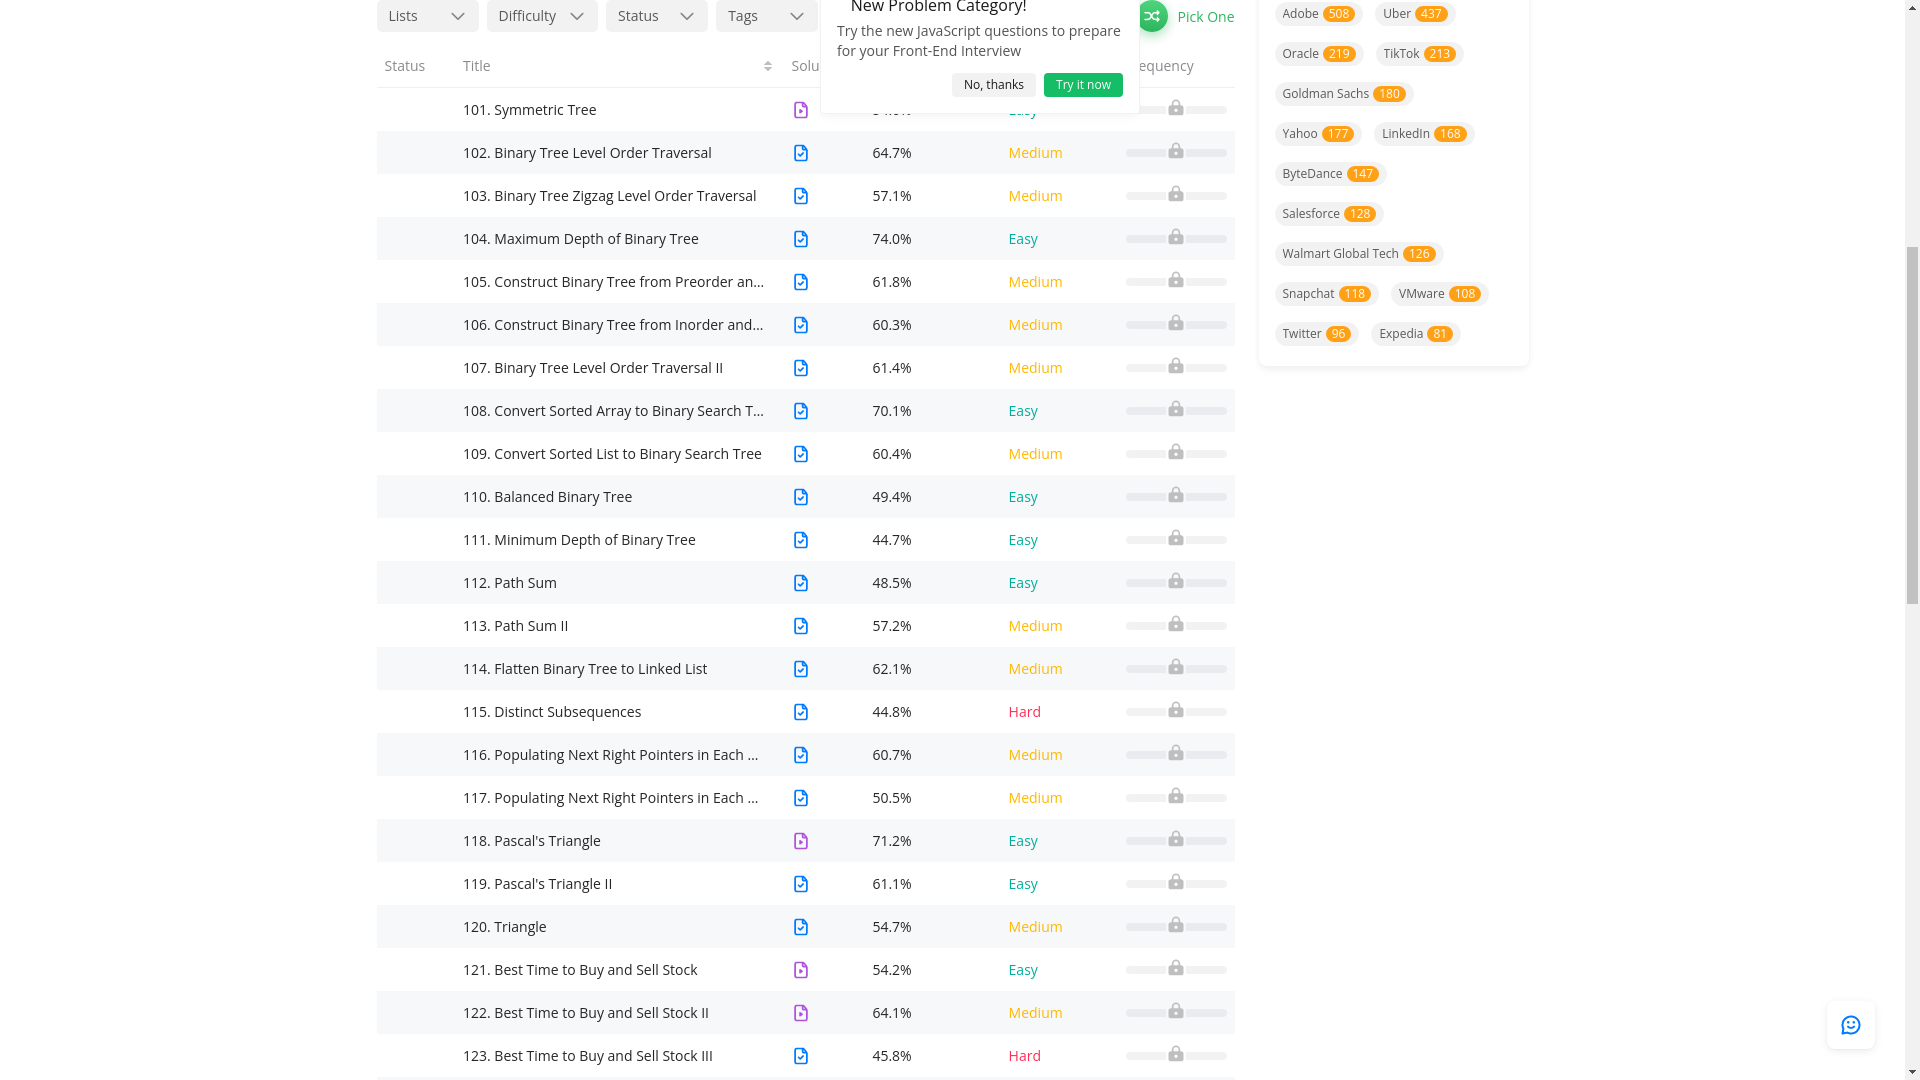 Lists
Difficulty
Status
Tags
New Problem Category!
Try the new JavaScript questions to prepare
for your Front-End Interview
No, thanks
Try it now
Pick One
Status
Title
101. Symmetric Tree
102. Binary Tree Level Order Traversal 64.7% Medium
103. Binary Tree Zigzag Level Order Traversal 57.1% Medium
104. Maximum Depth of Binary Tree 74.0% Easy
105. Construct Binary Tree from Preorder an... 61.8% Medium
106. Construct Binary Tree from Inorder and... 60.3% Medium
107. Binary Tree Level Order Traversal II 61.4% Medium
108. Convert Sorted Array to Binary Search T... 70.1% Easy
109. Convert Sorted List to Binary Search Tree 60.4% Medium
110. Balanced Binary Tree 49.4% Easy
111. Minimum Depth of Binary Tree 44.7% Easy
112. Path Sum 48.5% Easy
113. Path Sum II 57.2% Medium
114. Flatten Binary Tree to Linked List 62.1% Medium
115. Distinct Subsequences 44.8% Hard
116. Populating Next Right Pointers in Each ... 60.7% Medium
117. Populating Next Right Pointers in Each ... 50.5% Medium
118. Pascal's Triangle 71.2% Easy
119. Pascal's Triangle II 61.1% Easy
120. Triangle 54.7% Medium
121. Best Time to Buy and Sell Stock 54.2% Easy
122. Best Time to Buy and Sell Stock II 64.1% Medium
123. Best Time to Buy and Sell Stock III 45.8% Hard
Adobe 508 Uber 437
Oracle 219 TikTok 213
Goldman Sachs 180
Yahoo 177 LinkedIn 168
ByteDance 147
Salesforce 128
Walmart Global Tech 126
Snapchat 118 VMware 108
Twitter 96 Expedia 81